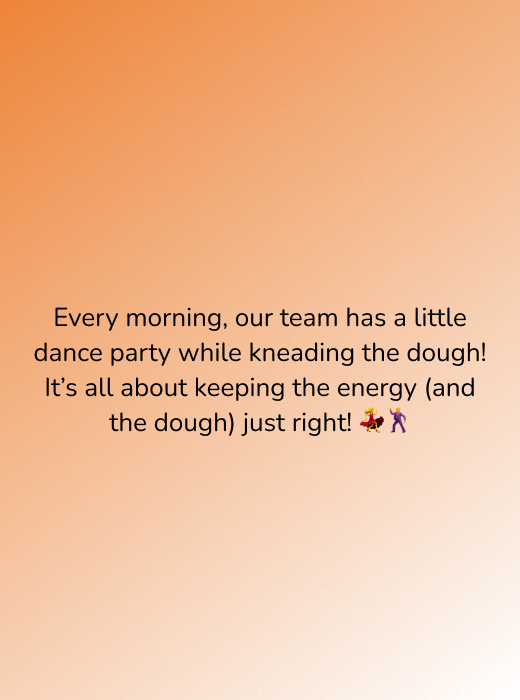 Every morning, our team has a little
dance party while kneading the dough!
It’s all about keeping the energy (and
the dough) just right! 💃🕺